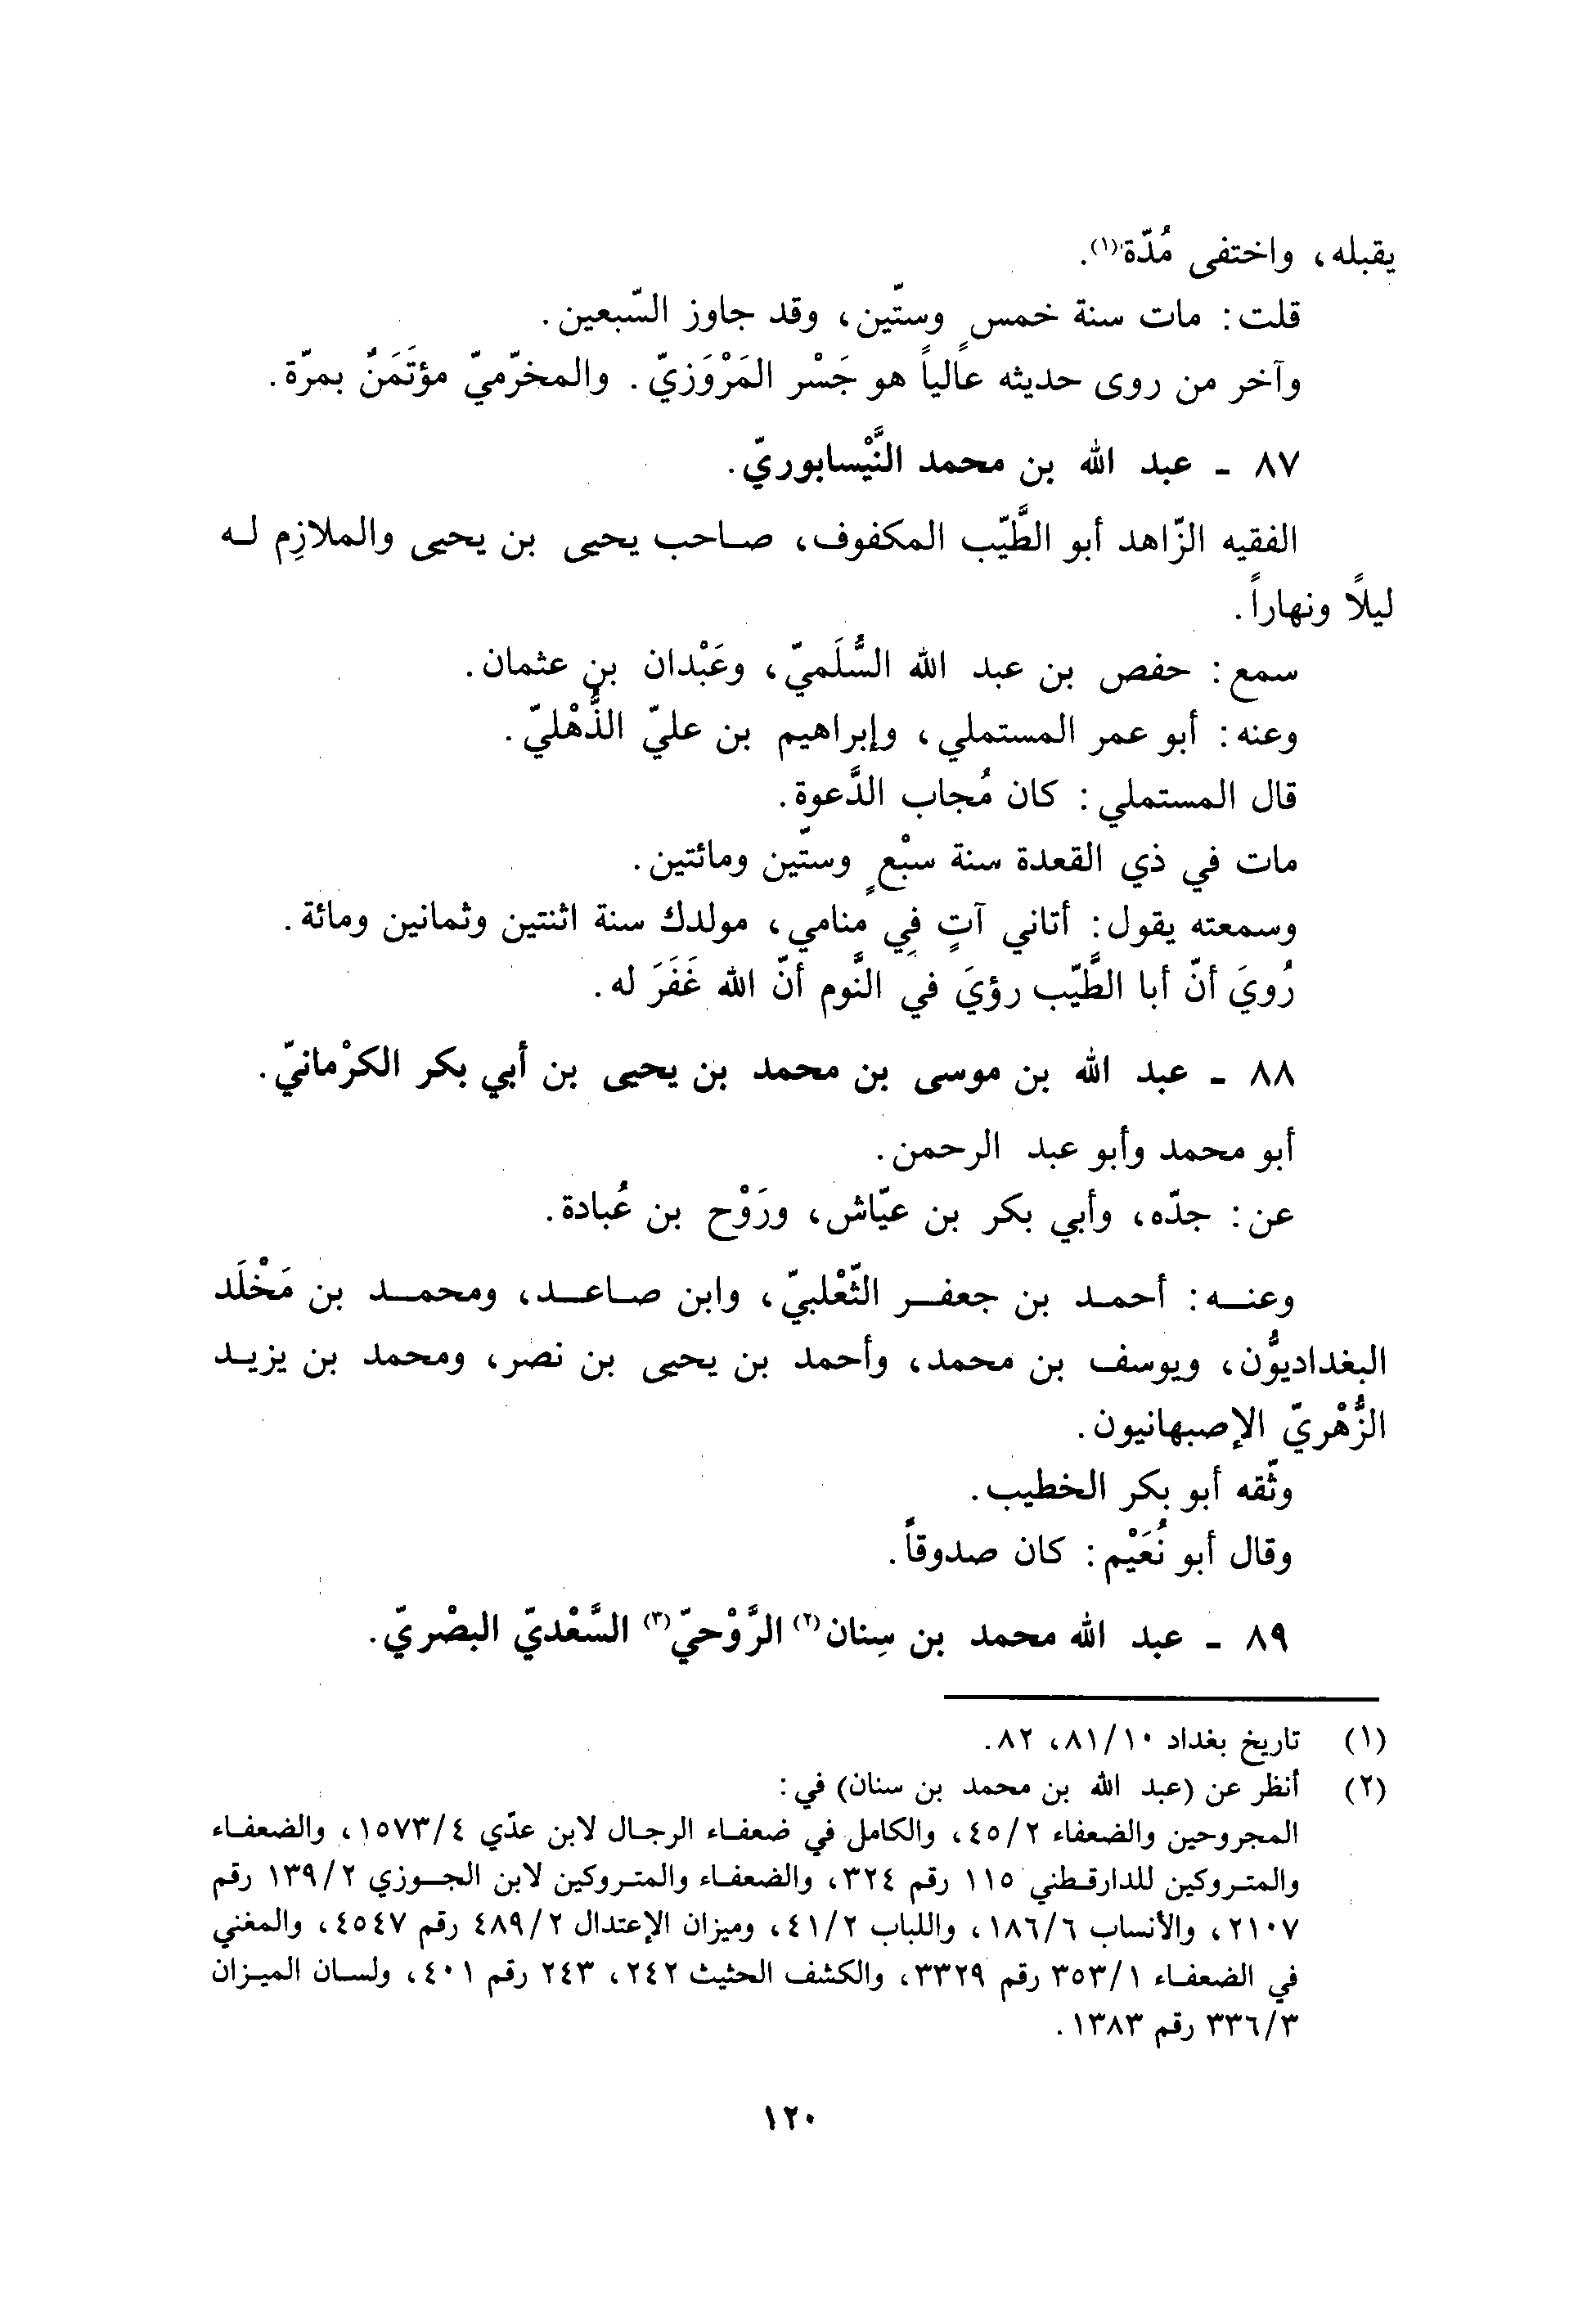 يقبله، واختفى مُدّة(١).
قلت: مات سنة خمسٍ وستّين، وقد جاوز السّبعين.
وآخر من روى حديثه عالياً هو جَسْر المَرْوَزيّ. والمخرّميّ مؤتَمَنٌ بمرّة.
٨٧ - عبد الله بن محمد النَّيْسابوريّ.
الفقيه الزّاهد أبو الطَّيّب المكفوف، صاحب يحيى بن يحيى والملازِم له
ليلًا ونهاراً.
سمع: حفص بن عبد الله السُّلَميّ، وعَبْدان بن عثمان.
وعنه: أبو عمر المستملي، وإبراهيم بن عليّ الذُّهْليّ.
قال المستملي: كان مُجاب الدَّعوة.
مات في ذي القعدة سنة سبْعٍ وستّين ومائتين.
وسمعته يقول: أتاني آتٍ فِي منامي، مولدك سنة اثنتين وثمانين ومائة.
رُويَ أنّ أبا الطَّيّب رؤيَ في النَّوم أنّ الله غَفَرَ له.
٨٨ - عبد الله بن موسى بن محمد بن يحيى بن أبي بكر الكرْمانيّ.
أبو محمد وأبو عبد الرحمن.
عن: جدّه، وأبي بكر بن عيّاش، ورَوْح بن عُبادة.
وعنه: أحمد بن جعفر الثّعْلبيّ، وابن صاعد، ومحمد بن مَخْلَد
البغداديوُّن، ويوسف بن محمد، وأحمد بن يحيى بن نصر، ومحمد بن يزيد
الزُّهْريّ الإصبهانيون.
وثّقه أبو بكر الخطيب.
وقال أبو نُعَيْم: كان صدوقاً.
٨٩ - عبد الله محمد بن سِنان(٢) الرَّوْحيّ(٣) السَّعْديّ البصْريّ.
(١) تاريخ بغداد ٨١/١٠، ٨٢.
(٢) أنظر عن (عبد الله بن محمد بن سنان) في:
المجروحين والضعفاء ٤٥/٢، والكامل في ضعفاء الرجال لابن عدّي ١٥٧٣/٤، والضعفاء
والمتروكين للدارقطني ١١٥ رقم ٣٢٤، والضعفاء والمتروكين لابن الجوزي ١٣٩/٢ رقم
٢١٠٧، والأنساب ١٨٦/٦، واللباب ٤١/٢، وميزان الإعتدال ٤٨٩/٢ رقم ٤٥٤٧، والمغني
في الضعفاء ٣٥٣/١ رقم ٣٣٢٩، والكشف الحثيث ٢٤٢، ٢٤٣ رقم ٤٠١، ولسان الميزان
٣٣٦/٣ رقم ١٣٨٣.
١٢٠